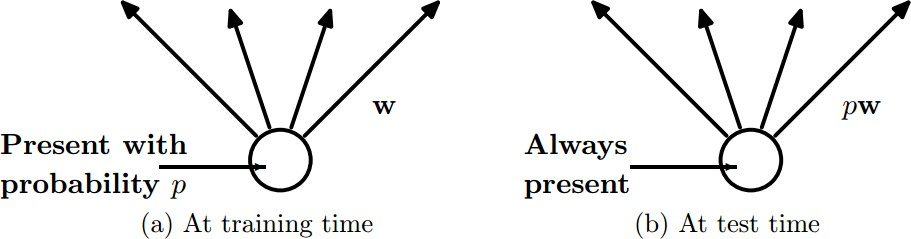 w
Present with
probability p
(a) At training time
pw
Always
present
(b) At test time